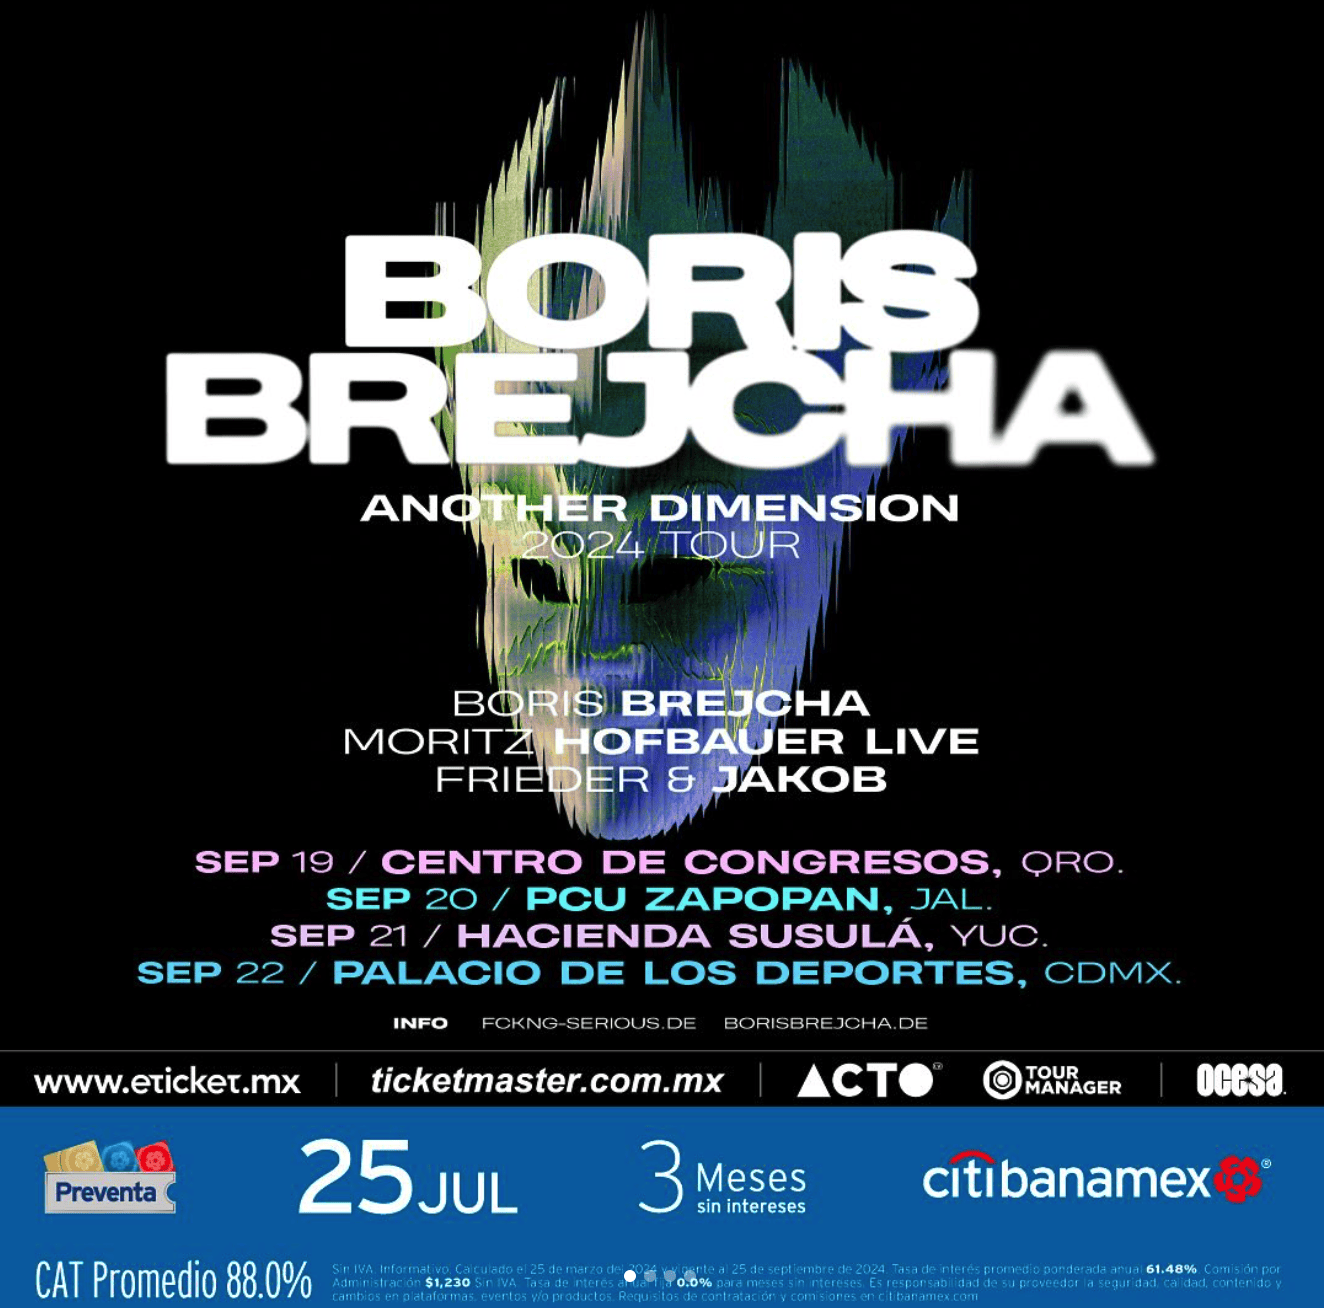 BORIS
BREJCHA
ANOTHER DIMENSION
2024 TOUR
BORIS BREJCHA
MORITZ HOFBAUER LIVE
FRIEDER & JAKOB
SEP 19 / CENTRO DE CONGRESOS, QRO.
SEP 20 / PCU ZAPOPAN, JAL.
SEP 21 / HACIENDA SUSULÁ, YUC.
SEP 22 / PALACIO DE LOS DEPORTES, CDMX.
INFO FCKNG-SERIOUS.DE BORISBREJCHA.DE
www.eticket.mx | ticketmaster.com.mx | ACTO TOUR MANAGER | ocesa
Preventa
25 JUL
3 Meses
sin intereses
citibanamex®
CAT Promedio 88.0%
Sin IVA. Informativo. Calculado el 25 de marzo de 2024 vigente al 25 de septiembre de 2024. Tasa de interés promedio ponderada anual 61.48%. Comisión por
Administración $1,230 Sin IVA. Tasa de interés anual fija 0.0% para meses sin intereses. Es responsabilidad de su proveedor la seguridad, calidad, contenido y
cambios en plataformas, eventos y/o productos. Requisitos de contratación y comisiones en citibanamex.com